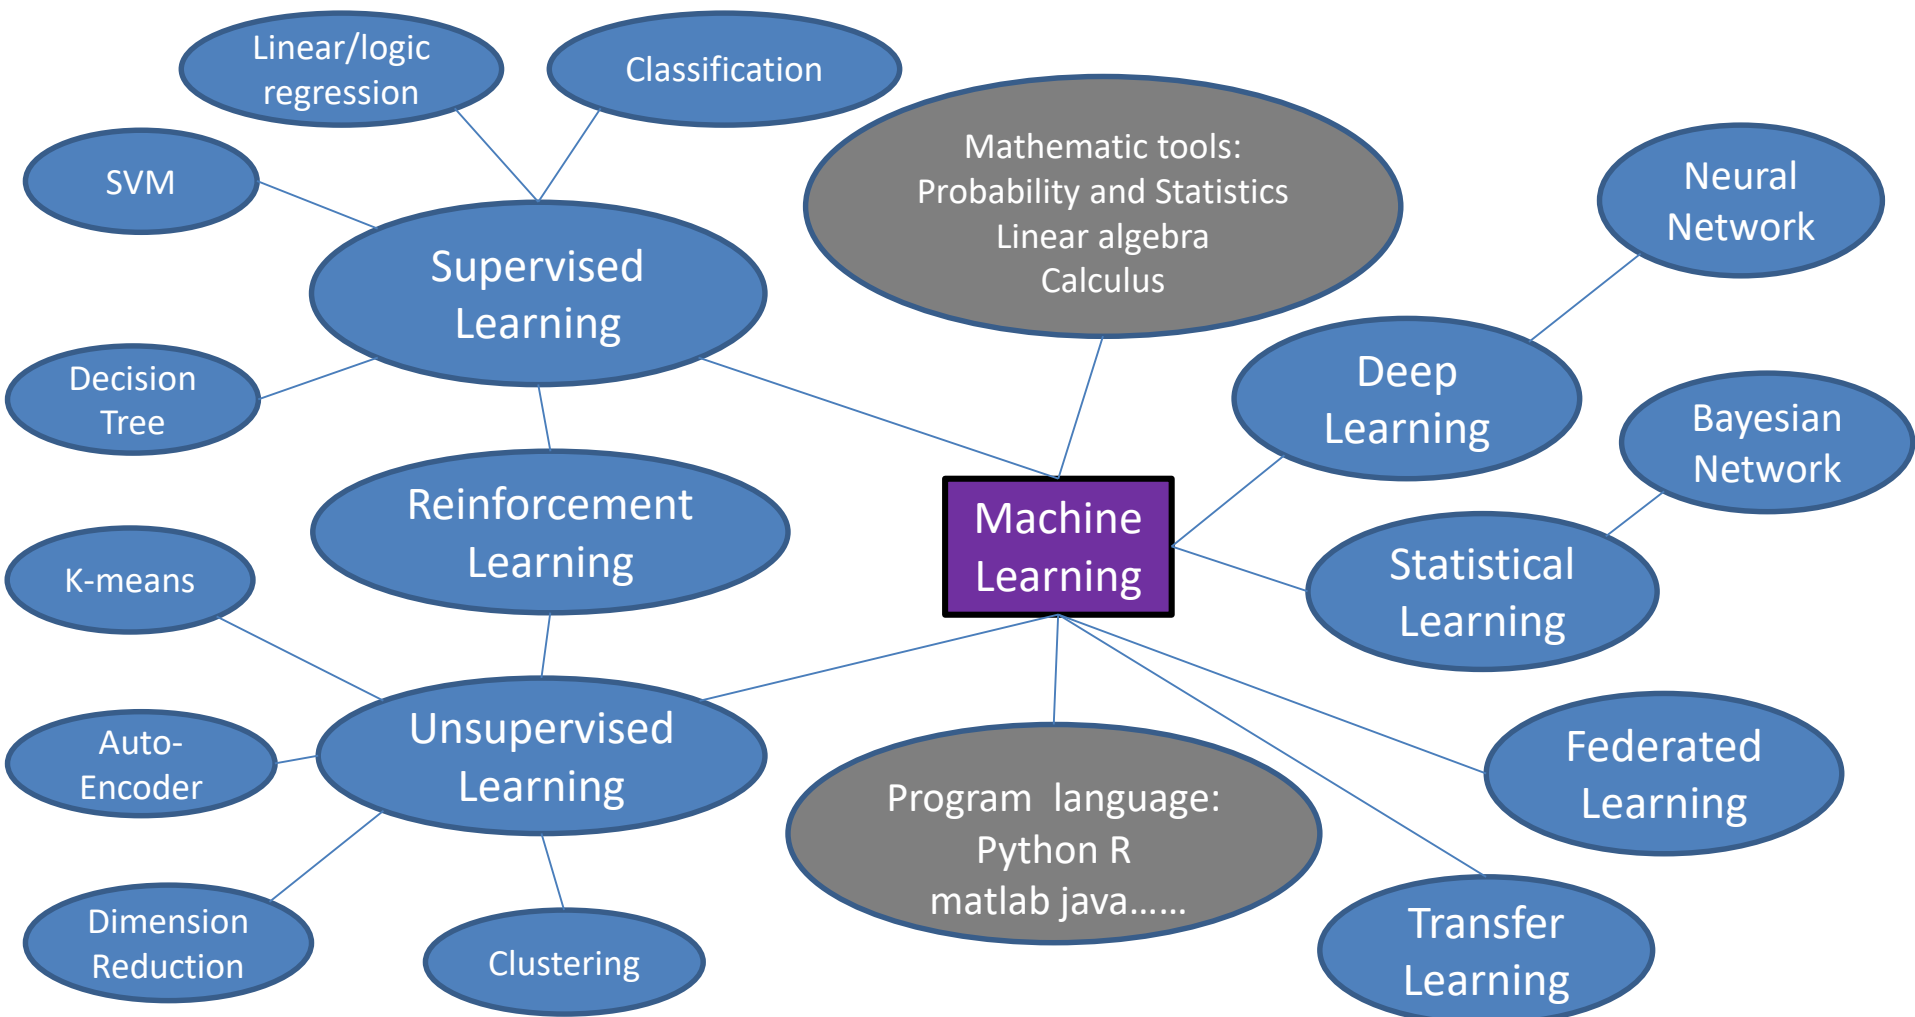 Linear/logic
regression
Classification
SVM
Mathematic tools:
Probability and Statistics
Linear algebra
Calculus
Neural
Network
Supervised
Learning
Decision
Tree
Deep
Learning
Bayesian
Network
Reinforcement
Learning
Machine
Learning
K-means
Statistical
Learning
Auto-
Encoder
Unsupervised
Learning
Program  language:
Python R
matlab java......
Federated
Learning
Dimension
Reduction
Clustering
Transfer
Learning